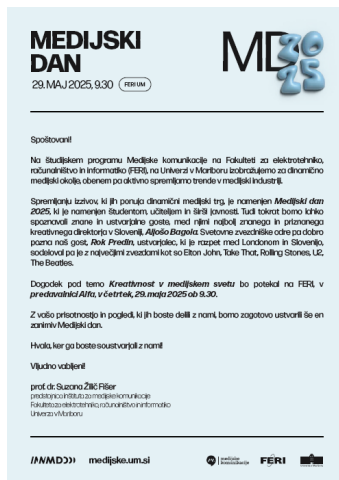 MEDIJSKI
DAN
29. MAJ 2025, 9.30 FERI UM
MD 20
25
Spoštovani!
Na študijskem programu Medijske komunikacije na Fakulteti za elektrotehniko,
računalništvo in informatiko (FERI), na Univerzi v Mariboru izobražujemo za dinamično
medijsko okolje, obenem pa aktivno spremljamo trende v medijski industriji.
Spremljanju izzivov, ki jih ponuja dinamični medijski trg, je namenjen Medijski dan
2025, ki je namenjen študentom, učiteljem in širši javnosti. Tudi tokrat bomo lahko
spoznavali znane in ustvarjalne goste, med njimi najbolj znanega in priznanega
kreativnega direktorja v Sloveniji, Aljošo Bagola. Svetovne zvezdniške odre pa dobro
pozna naš gost, Rok Predin, ustvarjalec, ki je razpet med Londonom in Slovenijo,
sodeloval pa je z največjimi zvezdami kot so Elton John, Take That, Rolling Stones, U2,
The Beatles.
Dogodek pod temo Kreativnost v medijskem svetu bo potekal na FERI, v
predavalnici Alfa, v četrtek, 29. maja 2025 ob 9.30.
Z vašo prisotnostjo in pogledi, ki jih boste delili z nami, bomo zagotovo ustvarili še en
zanimiv Medijski dan.
Hvala, ker ga boste soustvarjali z nami!
Vljudno vabljeni!
prof. dr. Suzana Žilič Fišer
predstojnica Inštituta za medijske komunikacije
Fakulteta za elektrotehniko, računalništvo in informatiko
Univerza v Mariboru
medijske.um.si
medijske
komunikacije
FERI